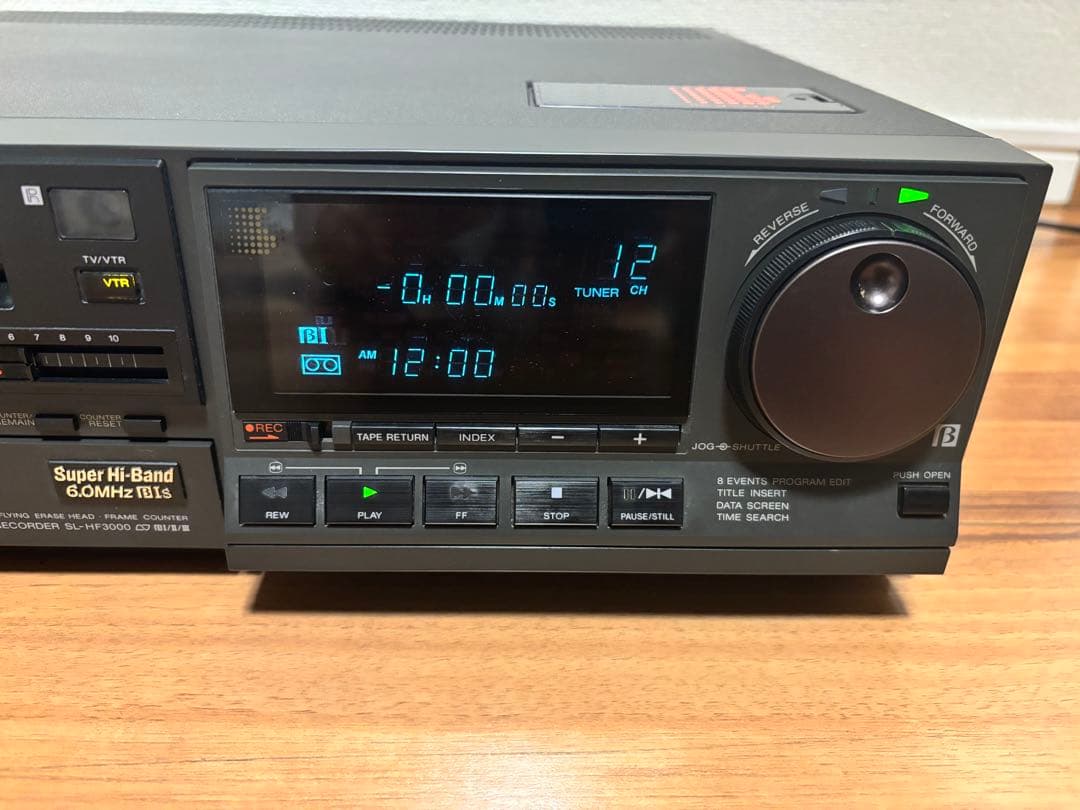 R
TV/VTR
VTR
6 7 8 9 10
COUNTER
RESET
Super Hi-Band
6.0MHz βIs
FLYING ERASE HEAD · FRAME COUNTER
SL-HF3000
12
-0H 00M 00S TUNER CH
βI
AM 12:00
REC
TAPE RETURN
INDEX
−
+
REW
PLAY
FF
STOP
PAUSE/STILL
REVERSE
FORWARD
β
JOG SHUTTLE
8 EVENTS PROGRAM EDIT
TITLE INSERT
DATA SCREEN
TIME SEARCH
PUSH OPEN